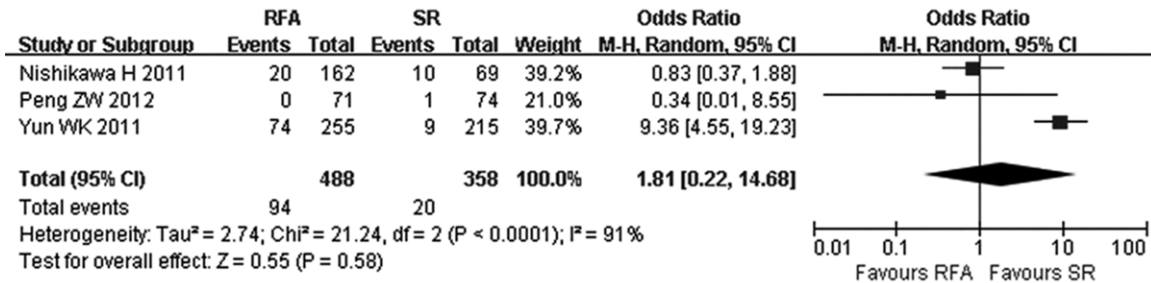 RFA SR Odds Ratio Odds Ratio
Study or Subgroup Events Total Events Total Weight M-H, Random, 95% CI M-H, Random, 95% CI
Nishikawa H 2011 20 162 10 69 39.2% 0.83 [0.37, 1.88]
Peng ZW 2012 0 71 1 74 21.0% 0.34 [0.01, 8.55]
Yun WK 2011 74 255 9 215 39.7% 9.36 [4.55, 19.23]
Total (95% CI) 488 358 100.0% 1.81 [0.22, 14.68]
Total events 94 20
Heterogeneity: Tau² = 2.74; Chi² = 21.24, df = 2 (P < 0.0001); I² = 91%
Test for overall effect: Z = 0.55 (P = 0.58)
0.01 0.1 1 10 100
Favours RFA Favours SR